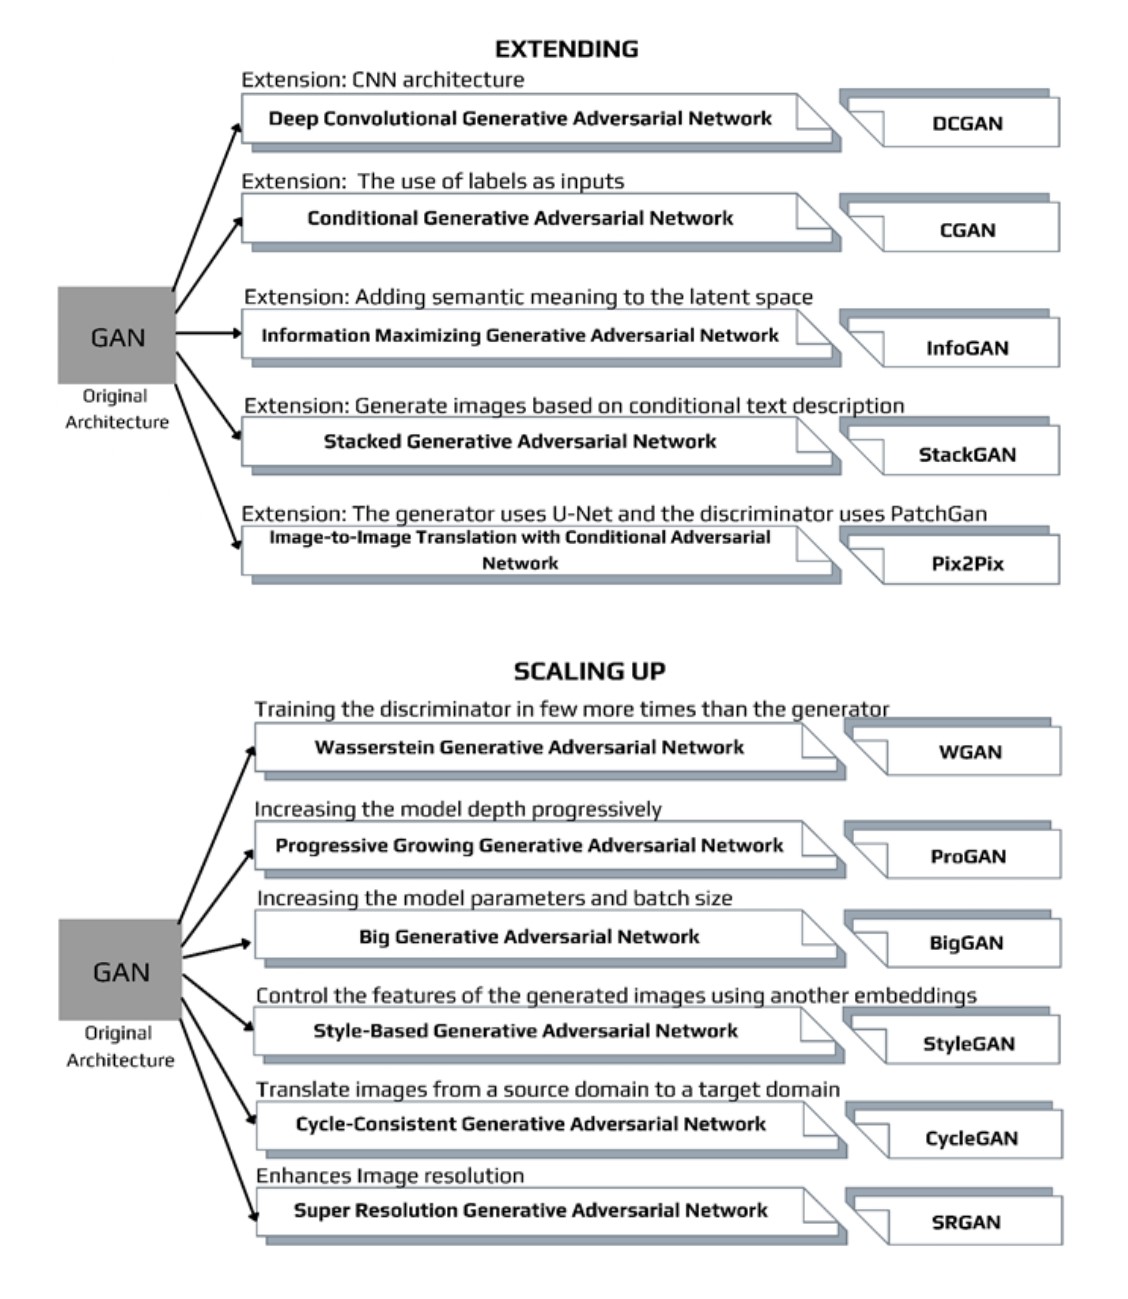 EXTENDING
Extension: CNN architecture
Deep Convolutional Generative Adversarial Network
DCGAN
Extension:  The use of labels as inputs
Conditional Generative Adversarial Network
CGAN
Extension: Adding semantic meaning to the latent space
Information Maximizing Generative Adversarial Network
InfoGAN
GAN
Original
Architecture
Extension: Generate images based on conditional text description
Stacked Generative Adversarial Network
StackGAN
Extension: The generator uses U-Net and the discriminator uses PatchGan
Image-to-Image Translation with Conditional Adversarial
Network
Pix2Pix
SCALING UP
Training the discriminator in few more times than the generator
Wasserstein Generative Adversarial Network
WGAN
Increasing the model depth progressively
Progressive Growing Generative Adversarial Network
ProGAN
Increasing the model parameters and batch size
Big Generative Adversarial Network
BigGAN
GAN
Original
Architecture
Control the features of the generated images using another embeddings
Style-Based Generative Adversarial Network
StyleGAN
Translate images from a source domain to a target domain
Cycle-Consistent Generative Adversarial Network
CycleGAN
Enhances Image resolution
Super Resolution Generative Adversarial Network
SRGAN